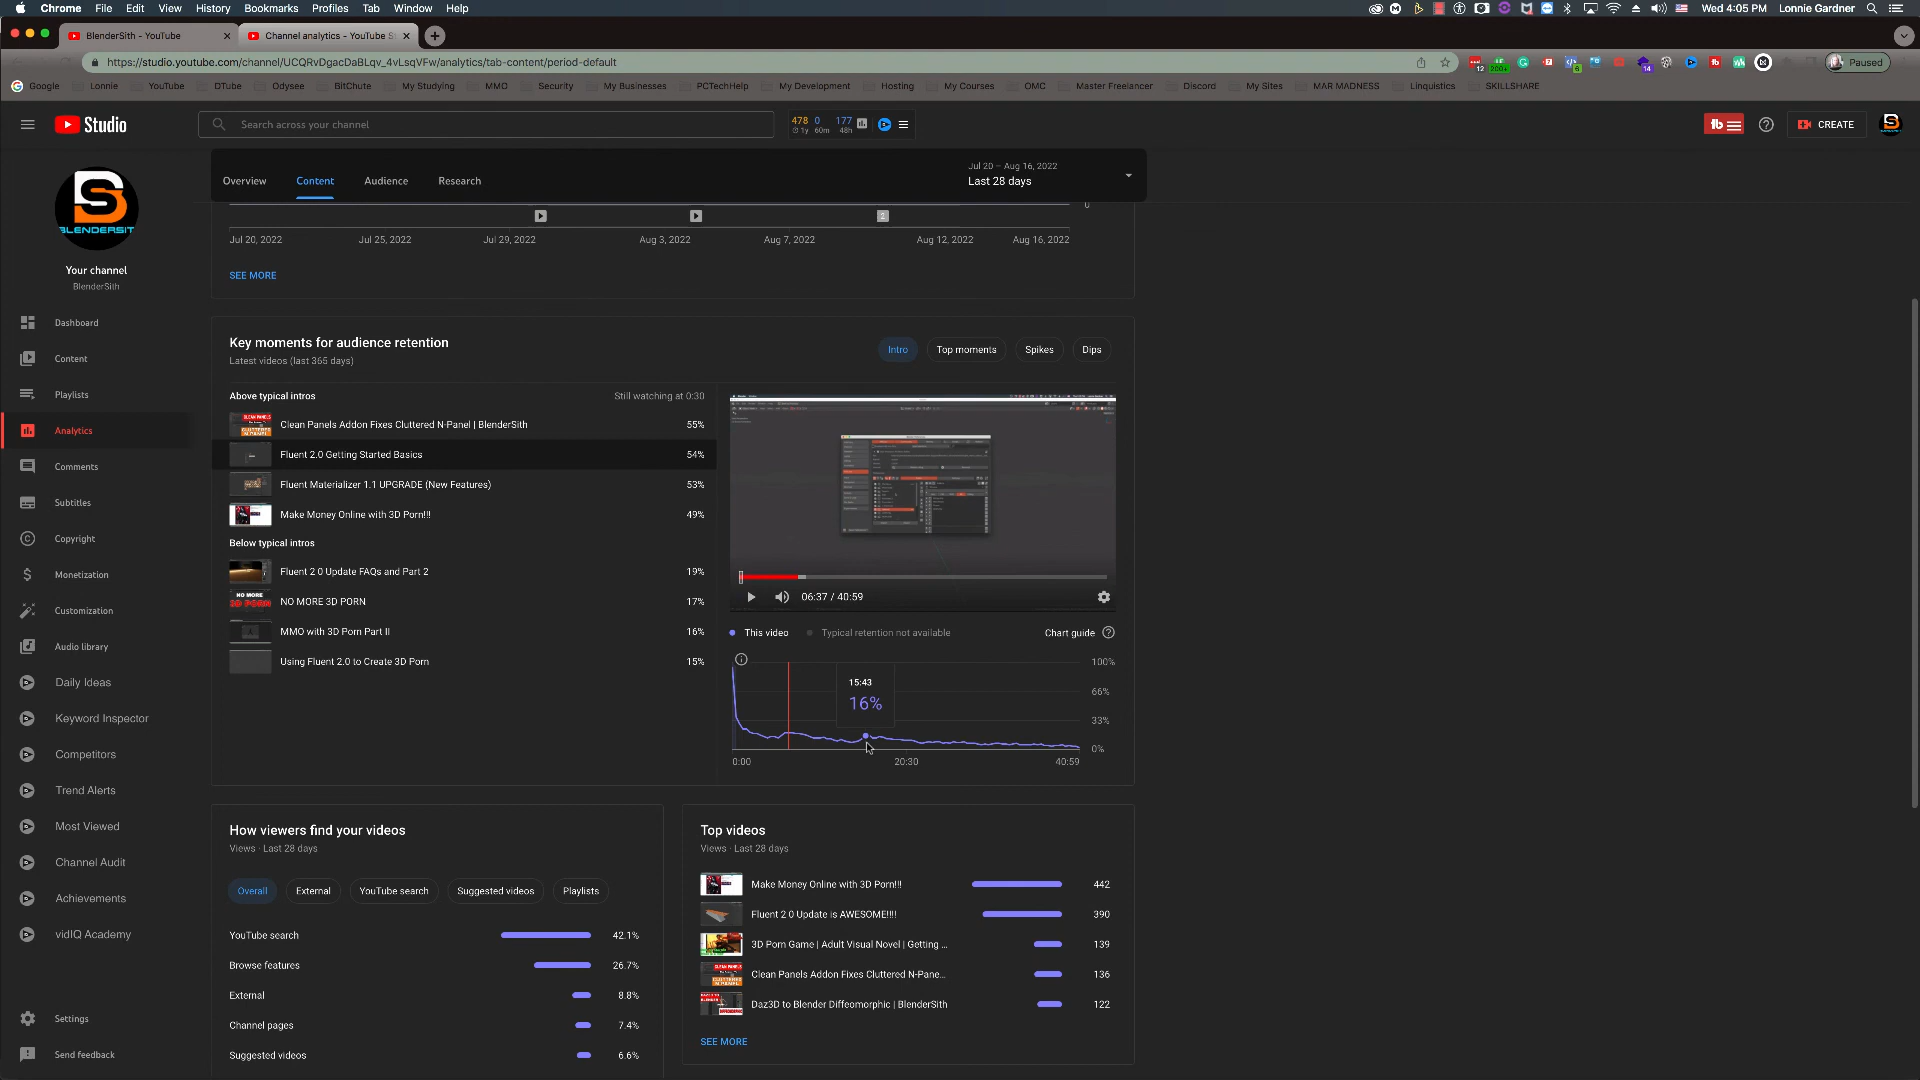 Chrome File Edit View History Bookmarks Profiles Tab Window Help Wed 4:05 PM Lonnie Gardner
BlenderSith - YouTube Channel analytics - YouTube S
https://studio.youtube.com/channel/UCQRvDgacDaBLqv_4vLsqVFw/analytics/tab-content/period-default Paused
Google Lonnie YouTube DTube Odysee BitChute My Studying MMO Security My Businesses PCTechHelp My Development Hosting My Courses OMC Master Freelancer Discord My Sites MAR MADNESS Linquistics SKILLSHARE
Studio Search across your channel 478 0 177 CREATE
1y 60m 48h
Jul 20 – Aug 16, 2022
Overview Content Audience Research Last 28 days
BLENDERSIT
0
2
Jul 20, 2022 Jul 25, 2022 Jul 29, 2022 Aug 3, 2022 Aug 7, 2022 Aug 12, 2022 Aug 16, 2022
Your channel
BlenderSith
SEE MORE
Dashboard
Content
Playlists
Analytics
Comments
Subtitles
Copyright
Monetization
Customization
Audio library
Daily Ideas
Keyword Inspector
Competitors
Trend Alerts
Most Viewed
Channel Audit
Achievements
vidIQ Academy
Settings
Send feedback
Key moments for audience retention
Latest videos (last 365 days)
Intro Top moments Spikes Dips
Above typical intros Still watching at 0:30
Clean Panels Addon Fixes Cluttered N-Panel | BlenderSith 55%
Fluent 2.0 Getting Started Basics 54%
Fluent Materializer 1.1 UPGRADE (New Features) 53%
Make Money Online with 3D Porn!!! 49%
Below typical intros
Fluent 2 0 Update FAQs and Part 2 19%
NO MORE 3D PORN 17%
MMO with 3D Porn Part II 16%
Using Fluent 2.0 to Create 3D Porn 15%
06:37 / 40:59
This video Typical retention not available Chart guide
100%
66%
33%
0%
15:43
16%
0:00 20:30 40:59
How viewers find your videos
Views · Last 28 days
Overall External YouTube search Suggested videos Playlists
YouTube search 42.1%
Browse features 26.7%
External 8.8%
Channel pages 7.4%
Suggested videos 6.6%
Top videos
Views · Last 28 days
Make Money Online with 3D Porn!!! 442
Fluent 2 0 Update is AWESOME!!!! 390
3D Porn Game | Adult Visual Novel | Getting ... 139
Clean Panels Addon Fixes Cluttered N-Pane... 136
Daz3D to Blender Diffeomorphic | BlenderSith 122
SEE MORE